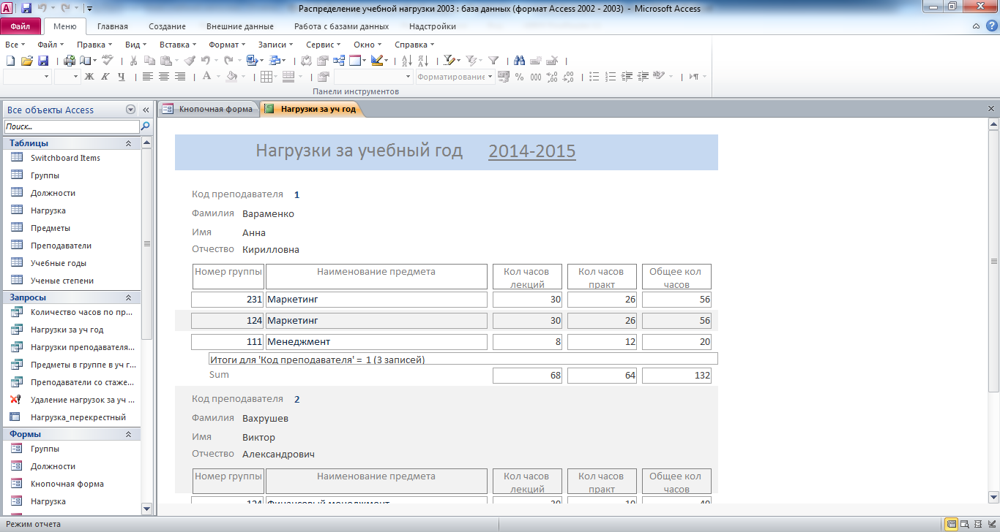 Распределение учебной нагрузки 2003 : база данных (формат Access 2002 - 2003) - Microsoft Access
Файл Меню Главная Создание Внешние данные Работа с базами данных Надстройки
Все Файл Правка Вид Вставка Формат Записи Сервис Окно Справка
Ж К Ч Форматирование % 000
Панели инструментов
Все объекты Access
Поиск...
Таблицы
Switchboard Items
Группы
Должности
Нагрузка
Предметы
Преподаватели
Учебные годы
Ученые степени
Запросы
Количество часов по пр...
Нагрузки за уч год
Нагрузки преподавателя...
Предметы в группе в уч г...
Преподаватели со стаже...
Удаление нагрузок за уч ...
Нагрузка_перекрестный
Формы
Группы
Должности
Кнопочная форма
Нагрузка
Кнопочная форма Нагрузки за уч год
Нагрузки за учебный год 2014-2015
Код преподавателя 1
Фамилия Вараменко
Имя Анна
Отчество Кирилловна
Номер группы Наименование предмета Кол часов лекций Кол часов практ Общее кол часов
231 Маркетинг 30 26 56
124 Маркетинг 30 26 56
111 Менеджмент 8 12 20
Итоги для 'Код преподавателя' = 1 (3 записей)
Sum 68 64 132
Код преподавателя 2
Фамилия Вахрушев
Имя Виктор
Отчество Александрович
Номер группы Наименование предмета Кол часов лекций Кол часов практ Общее кол часов
124 Финансовый менеджмент 30 10 40
Режим отчета